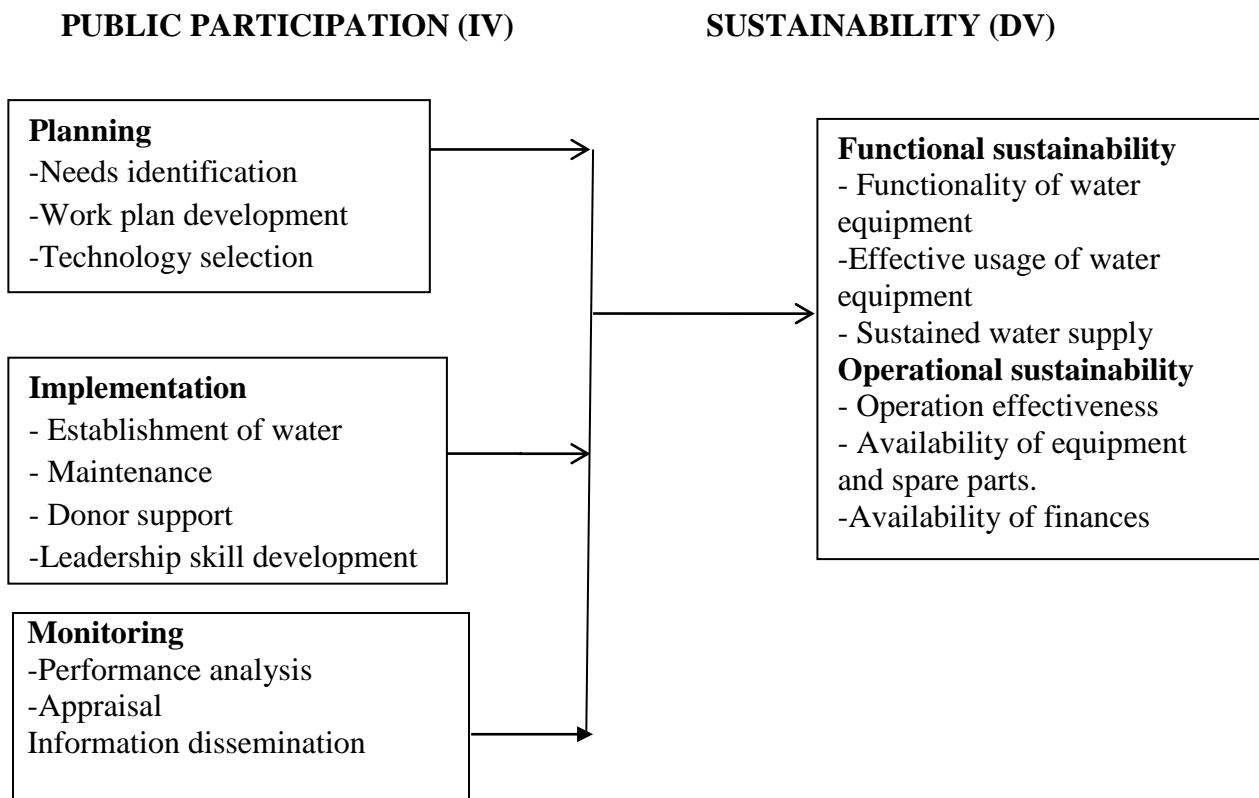 PUBLIC PARTICIPATION (IV)
SUSTAINABILITY (DV)
Planning
-Needs identification
-Work plan development
-Technology selection
Implementation
- Establishment of water
- Maintenance
- Donor support
-Leadership skill development
Monitoring
-Performance analysis
-Appraisal
Information dissemination
Functional sustainability
- Functionality of water
equipment
-Effective usage of water
equipment
- Sustained water supply
Operational sustainability
- Operation effectiveness
- Availability of equipment
and spare parts.
-Availability of finances